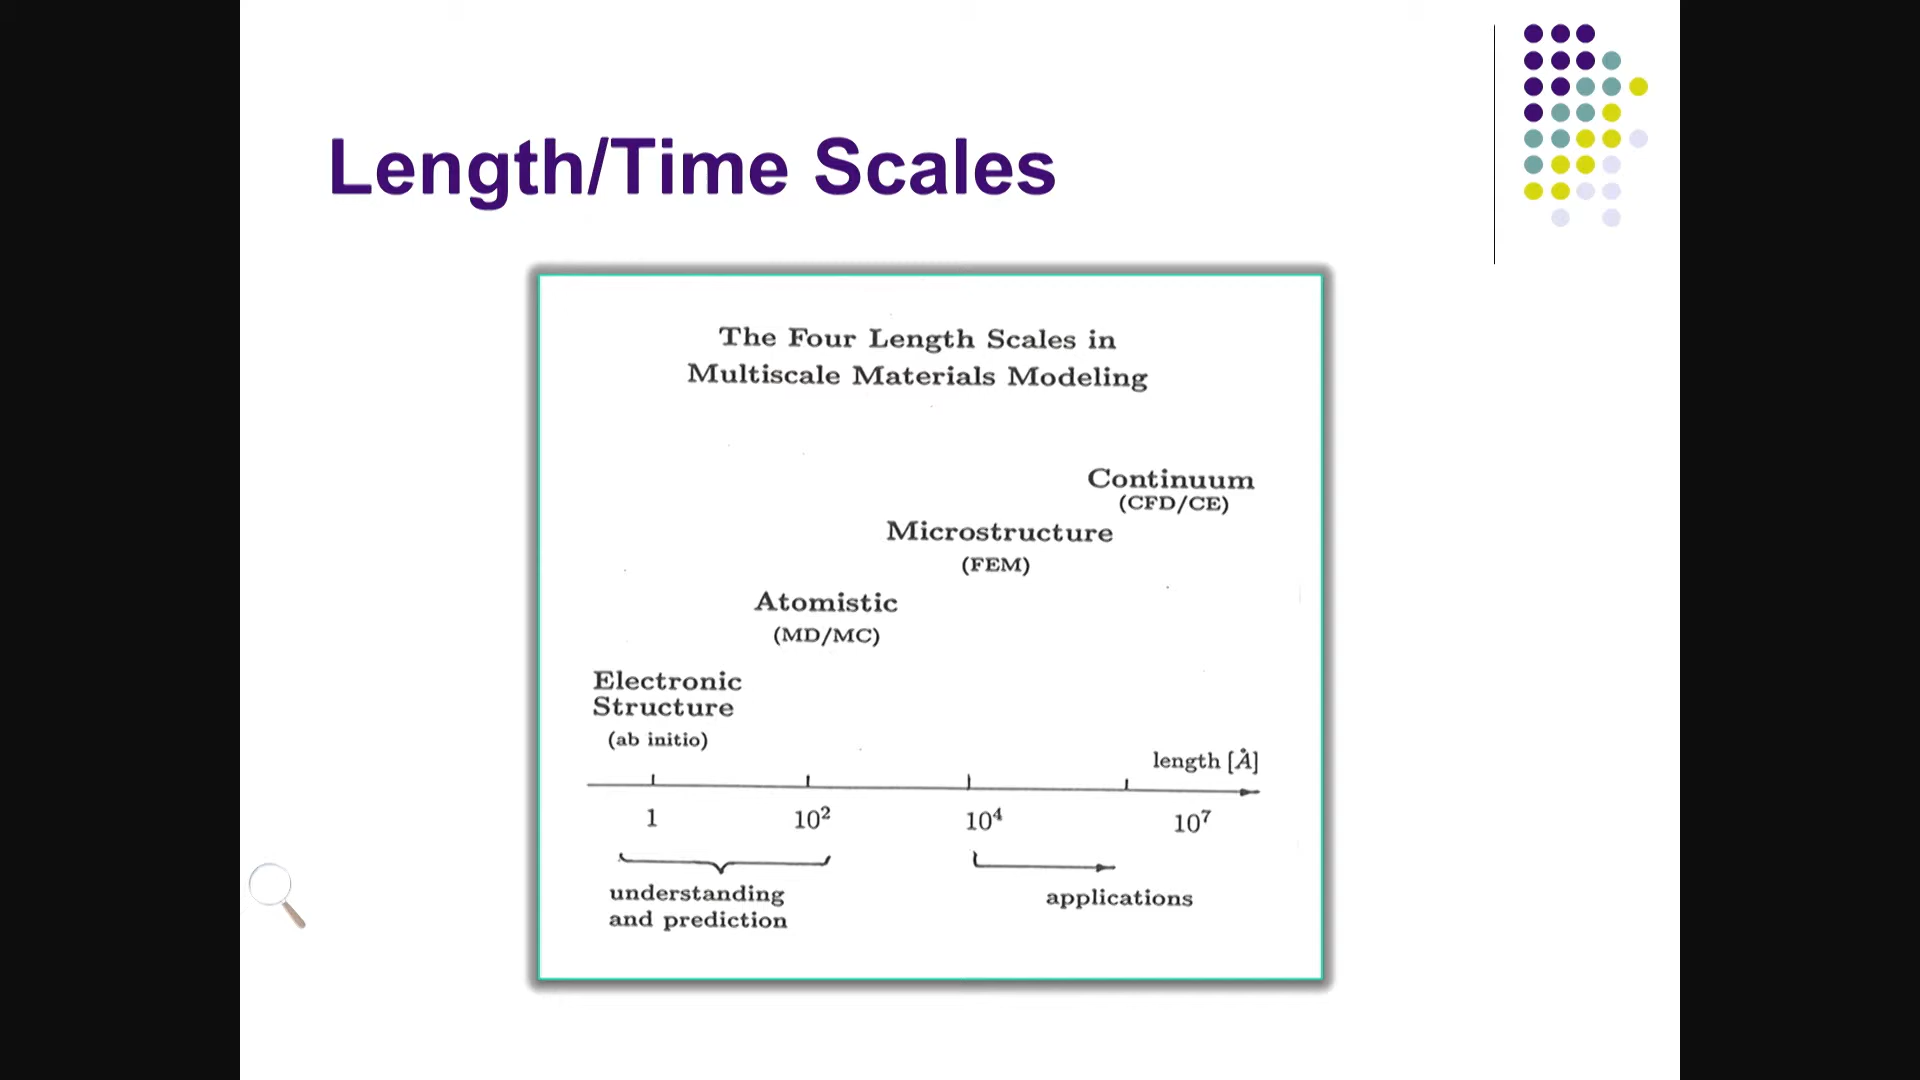 Length/Time Scales
The Four Length Scales in
Multiscale Materials Modeling
Continuum
(CFD/CE)
Microstructure
(FEM)
Atomistic
(MD/MC)
Electronic
Structure
(ab initio)
length [Å]
1 10² 10⁴ 10⁷
understanding
and prediction
applications